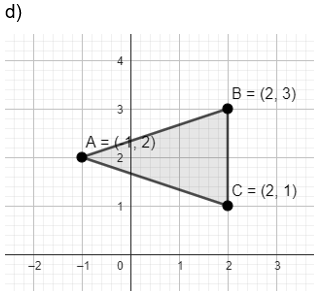 d)
4
B = (2, 3)
3
A = (-1, 2)
2
C = (2, 1)
1
−2 −1 0 1 2 3